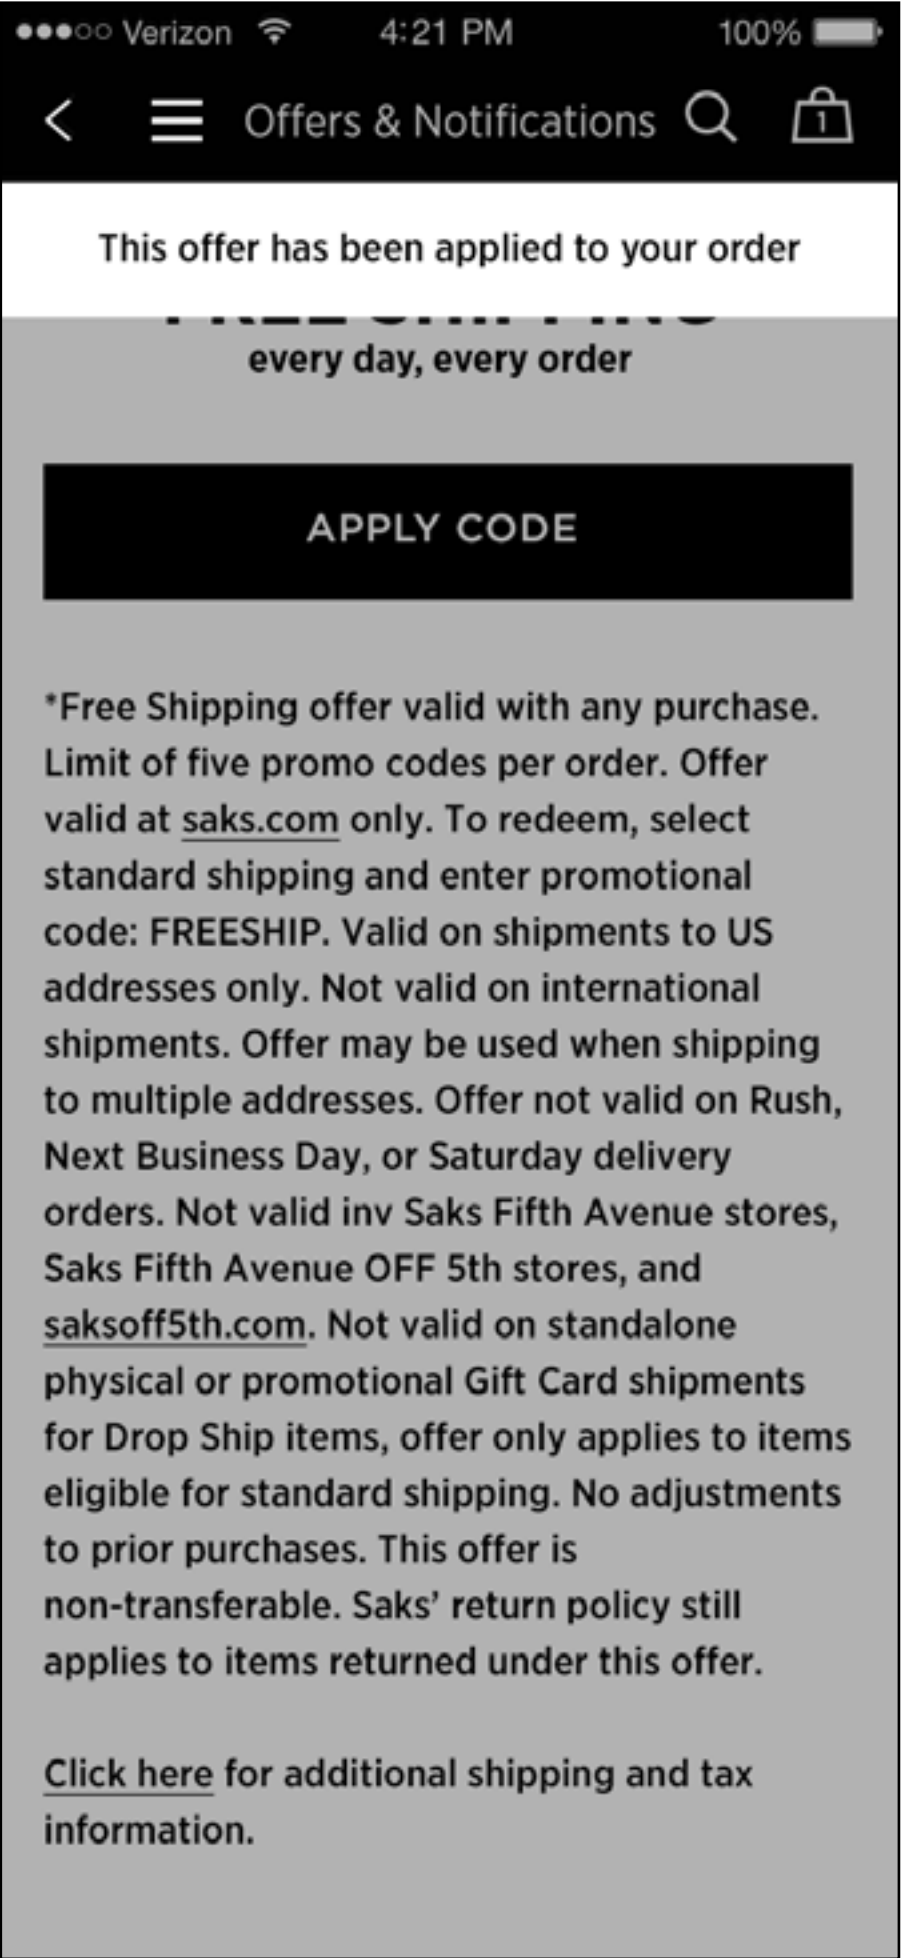 Verizon 4:21 PM 100%
Offers & Notifications 1
This offer has been applied to your order
FREE SHIPPING
every day, every order
APPLY CODE
*Free Shipping offer valid with any purchase.
Limit of five promo codes per order. Offer
valid at saks.com only. To redeem, select
standard shipping and enter promotional
code: FREESHIP. Valid on shipments to US
addresses only. Not valid on international
shipments. Offer may be used when shipping
to multiple addresses. Offer not valid on Rush,
Next Business Day, or Saturday delivery
orders. Not valid inv Saks Fifth Avenue stores,
Saks Fifth Avenue OFF 5th stores, and
saksoff5th.com. Not valid on standalone
physical or promotional Gift Card shipments
for Drop Ship items, offer only applies to items
eligible for standard shipping. No adjustments
to prior purchases. This offer is
non-transferable. Saks’ return policy still
applies to items returned under this offer.
Click here for additional shipping and tax
information.